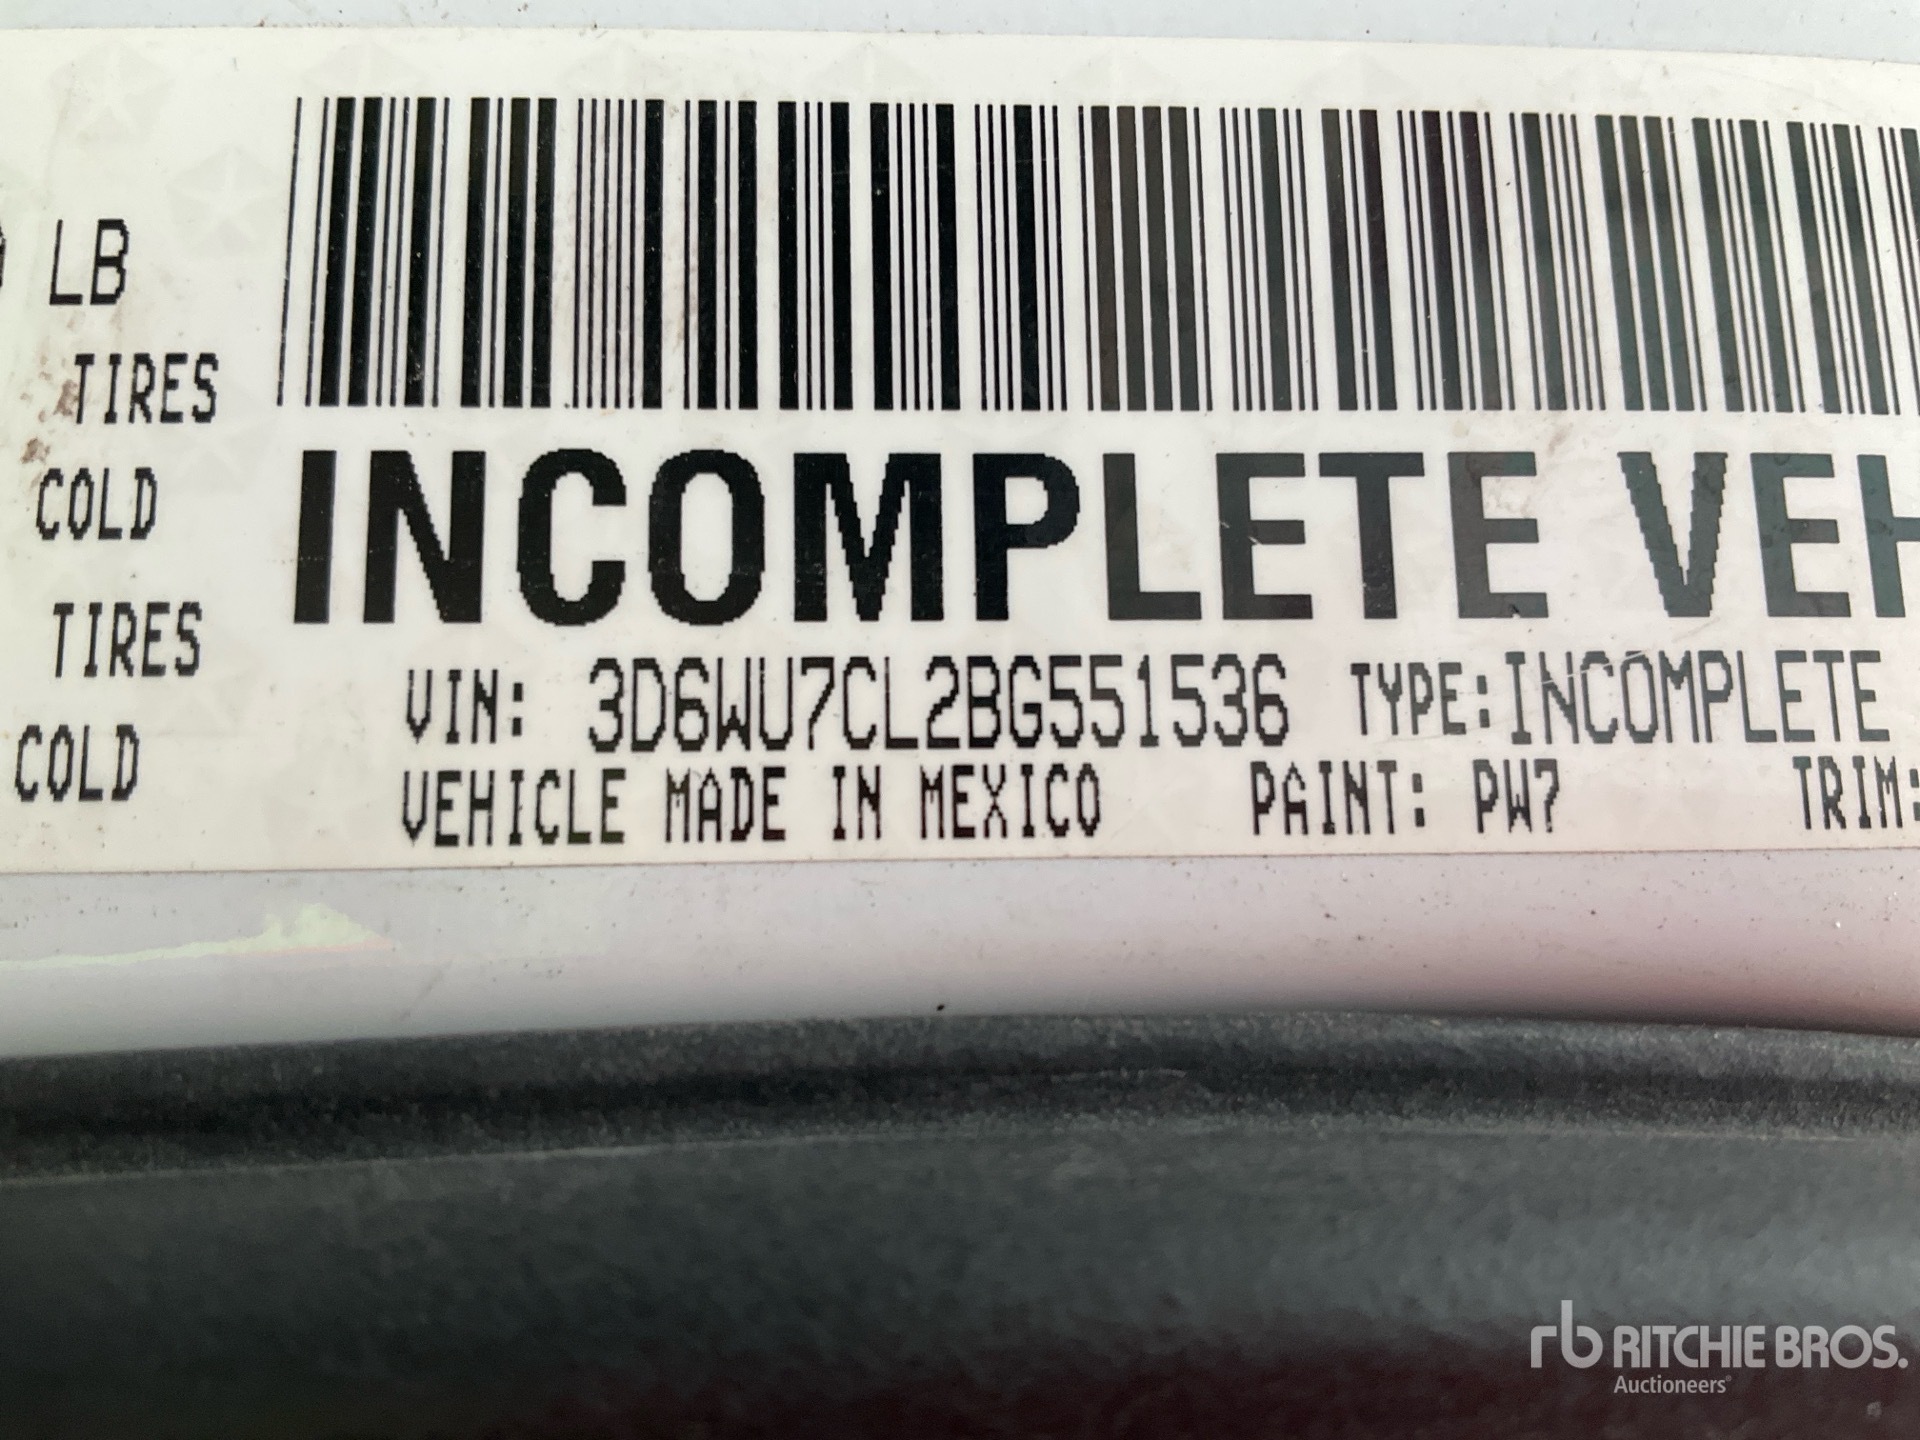 LB
TIRES
COLD
TIRES
COLD
INCOMPLETE VEH
VIN: 3D6WU7CL2BG551536 TYPE: INCOMPLETE
VEHICLE MADE IN MEXICO PAINT: PW7 TRIM:
rb RITCHIE BROS.
Auctioneers